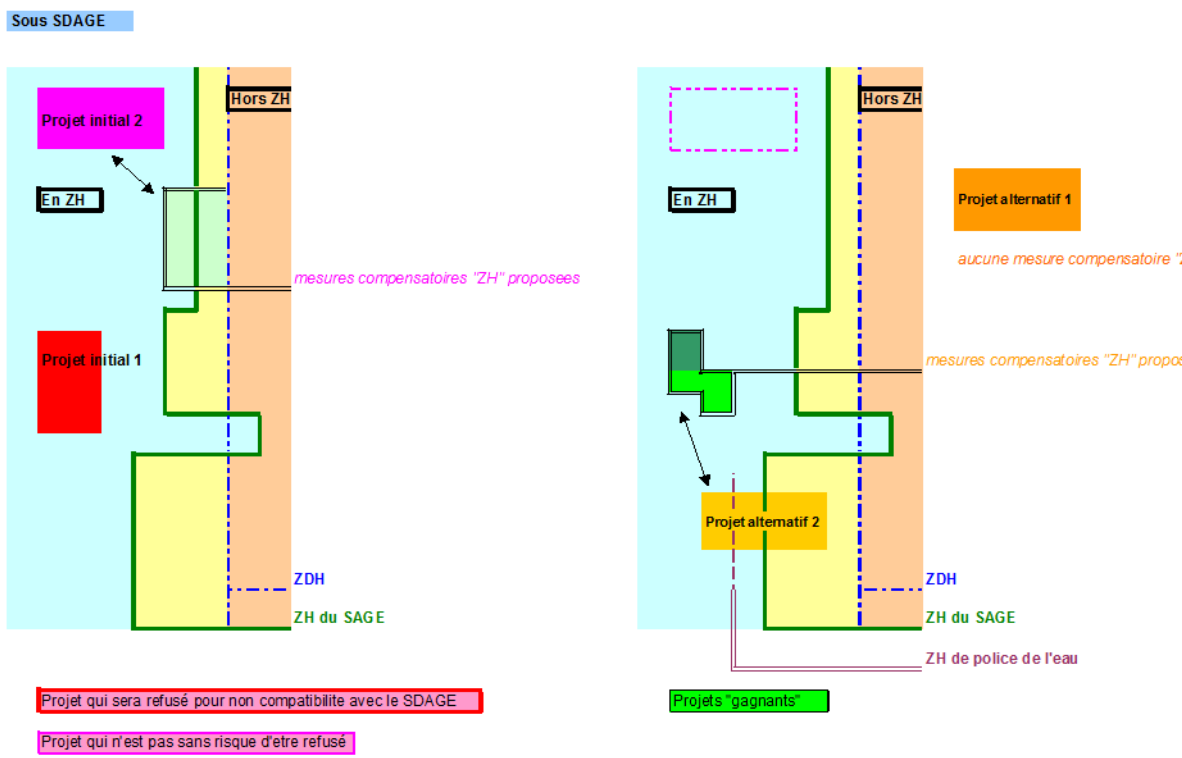 Sous SDAGE
Hors ZH
Projet initial 2
En ZH
mesures compensatoires "ZH" proposees
Projet initial 1
ZDH
ZH du SAGE
Projet qui sera refusé pour non compatibilite avec le SDAGE
Projet qui n'est pas sans risque d'etre refusé
Hors ZH
En ZH
Projet alternatif 1
aucune mesure compensatoire
mesures compensatoires "ZH"
Projet alternatif 2
ZDH
ZH du SAGE
ZH de police de l'eau
Projets "gagnants"